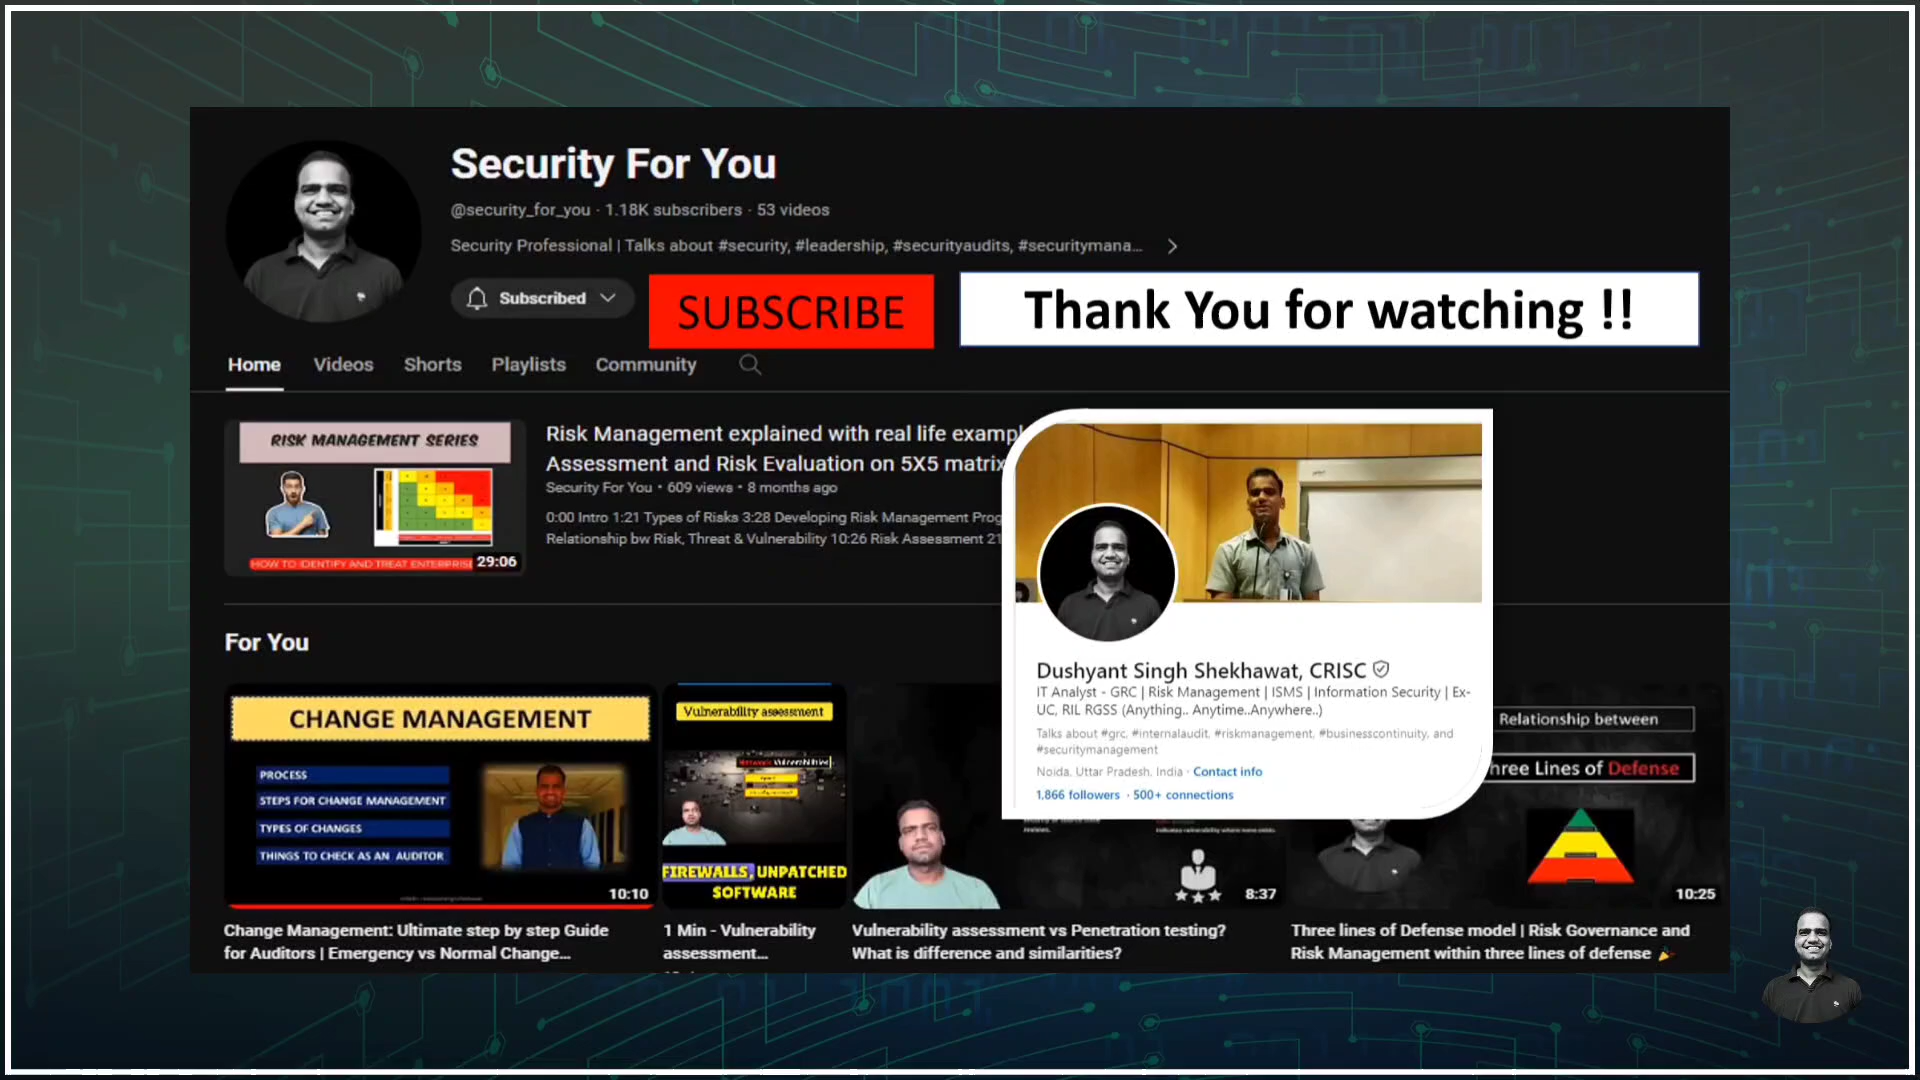 Security For You
@security_for_you · 1.18K subscribers · 53 videos
Security Professional | Talks about #security, #leadership, #securityaudits, #securitymana...
Subscribed
SUBSCRIBE
Thank You for watching !!
Home Videos Shorts Playlists Community
RISK MANAGEMENT SERIES
HOW TO IDENTIFY AND TREAT ENTERPRIS
29:06
Risk Management explained with real life exampl
Assessment and Risk Evaluation on 5X5 matrix
Security For You • 609 views • 8 months ago
0:00 Intro 1:21 Types of Risks 3:28 Developing Risk Management Prog
Relationship bw Risk, Threat & Vulnerability 10:26 Risk Assessment 21
Dushyant Singh Shekhawat, CRISC
IT Analyst - GRC | Risk Management | ISMS | Information Security | Ex-
UC, RIL RGSS (Anything.. Anytime..Anywhere..)
Talks about #grc, #internalaudit, #riskmanagement, #businesscontinuity, and
#securitymanagement
Noida, Uttar Pradesh, India · Contact info
1,866 followers · 500+ connections
For You
CHANGE MANAGEMENT
PROCESS
STEPS FOR CHANGE MANAGEMENT
TYPES OF CHANGES
THINGS TO CHECK AS AN AUDITOR
10:10
Change Management: Ultimate step by step Guide
for Auditors | Emergency vs Normal Change...
Vulnerability assessment
Network Vulnerabilities
FIREWALLS, UNPATCHED
SOFTWARE
1 Min - Vulnerability
assessment...
8:37
Vulnerability assessment vs Penetration testing?
What is difference and similarities?
Relationship between
hree Lines of Defense
10:25
Three lines of Defense model | Risk Governance and
Risk Management within three lines of defense